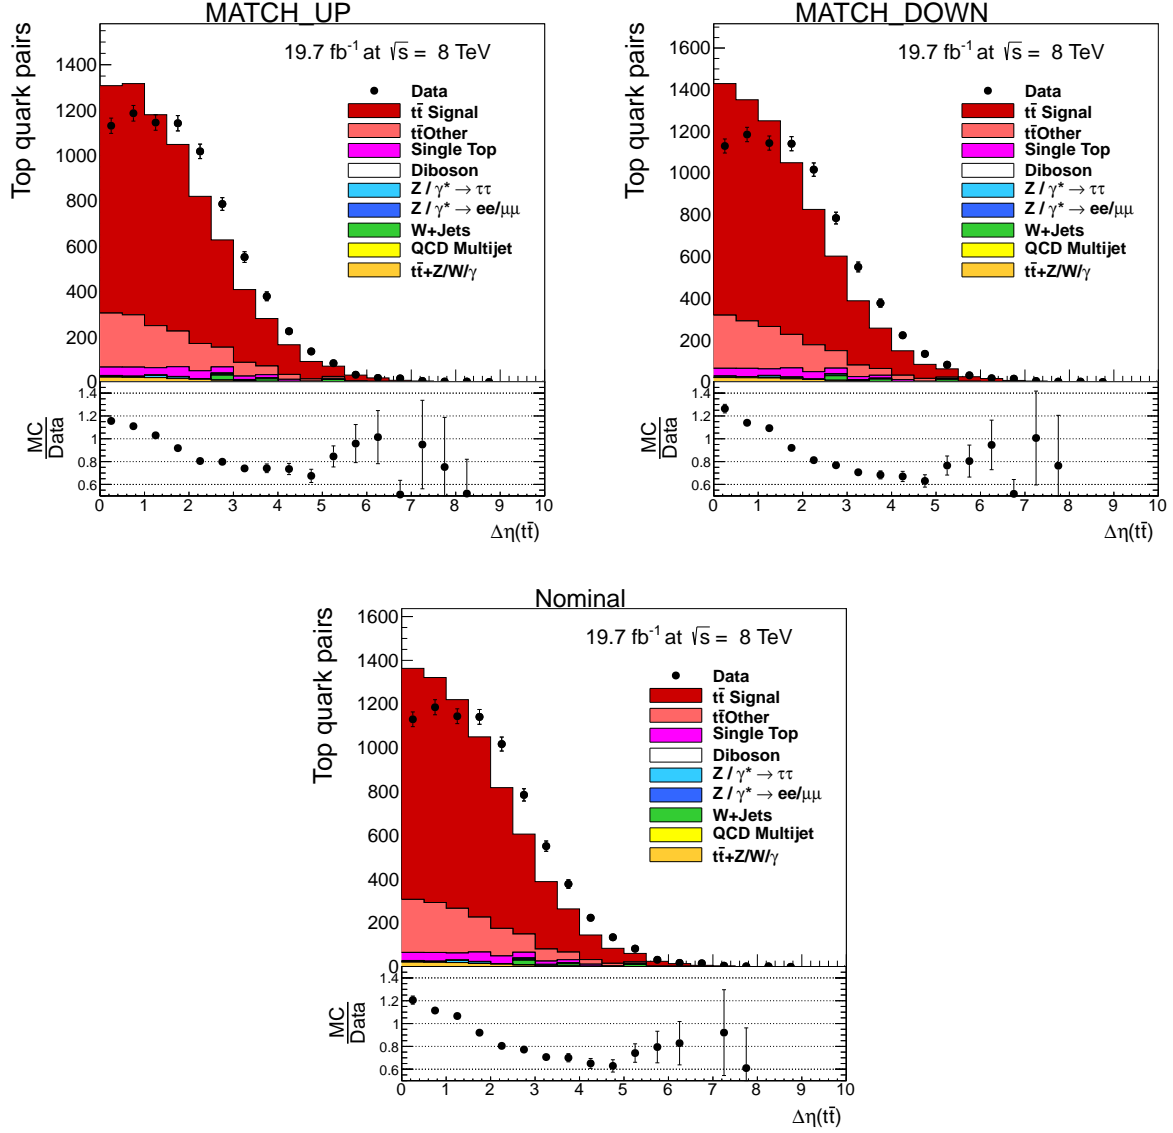 MATCH_UP
Top quark pairs
19.7 fb⁻¹ at √s = 8 TeV
1400
1200
1000
800
600
400
200
0
Data
tt̄ Signal
tt̄Other
Single Top
Diboson
Z / γ* → ττ
Z / γ* → ee/μμ
W+Jets
QCD Multijet
tt̄+Z/W/γ
MC
Data
1.4
1.2
1
0.8
0.6
0 1 2 3 4 5 6 7 8 9 10
Δη(tt̄)
MATCH_DOWN
Top quark pairs
19.7 fb⁻¹ at √s = 8 TeV
1600
1400
1200
1000
800
600
400
200
0
Data
tt̄ Signal
tt̄Other
Single Top
Diboson
Z / γ* → ττ
Z / γ* → ee/μμ
W+Jets
QCD Multijet
tt̄+Z/W/γ
MC
Data
1.4
1.2
1
0.8
0.6
0 1 2 3 4 5 6 7 8 9 10
Δη(tt̄)
Nominal
Top quark pairs
19.7 fb⁻¹ at √s = 8 TeV
1600
1400
1200
1000
800
600
400
200
0
Data
tt̄ Signal
tt̄Other
Single Top
Diboson
Z / γ* → ττ
Z / γ* → ee/μμ
W+Jets
QCD Multijet
tt̄+Z/W/γ
MC
Data
1.4
1.2
1
0.8
0.6
0 1 2 3 4 5 6 7 8 9 10
Δη(tt̄)